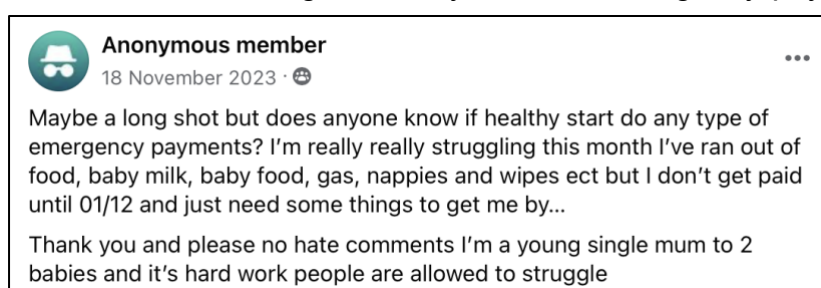 Anonymous member
18 November 2023 ·
Maybe a long shot but does anyone know if healthy start do any type of
emergency payments? I'm really really struggling this month I've ran out of
food, baby milk, baby food, gas, nappies and wipes ect but I don't get paid
until 01/12 and just need some things to get me by...
Thank you and please no hate comments I'm a young single mum to 2
babies and it's hard work people are allowed to struggle